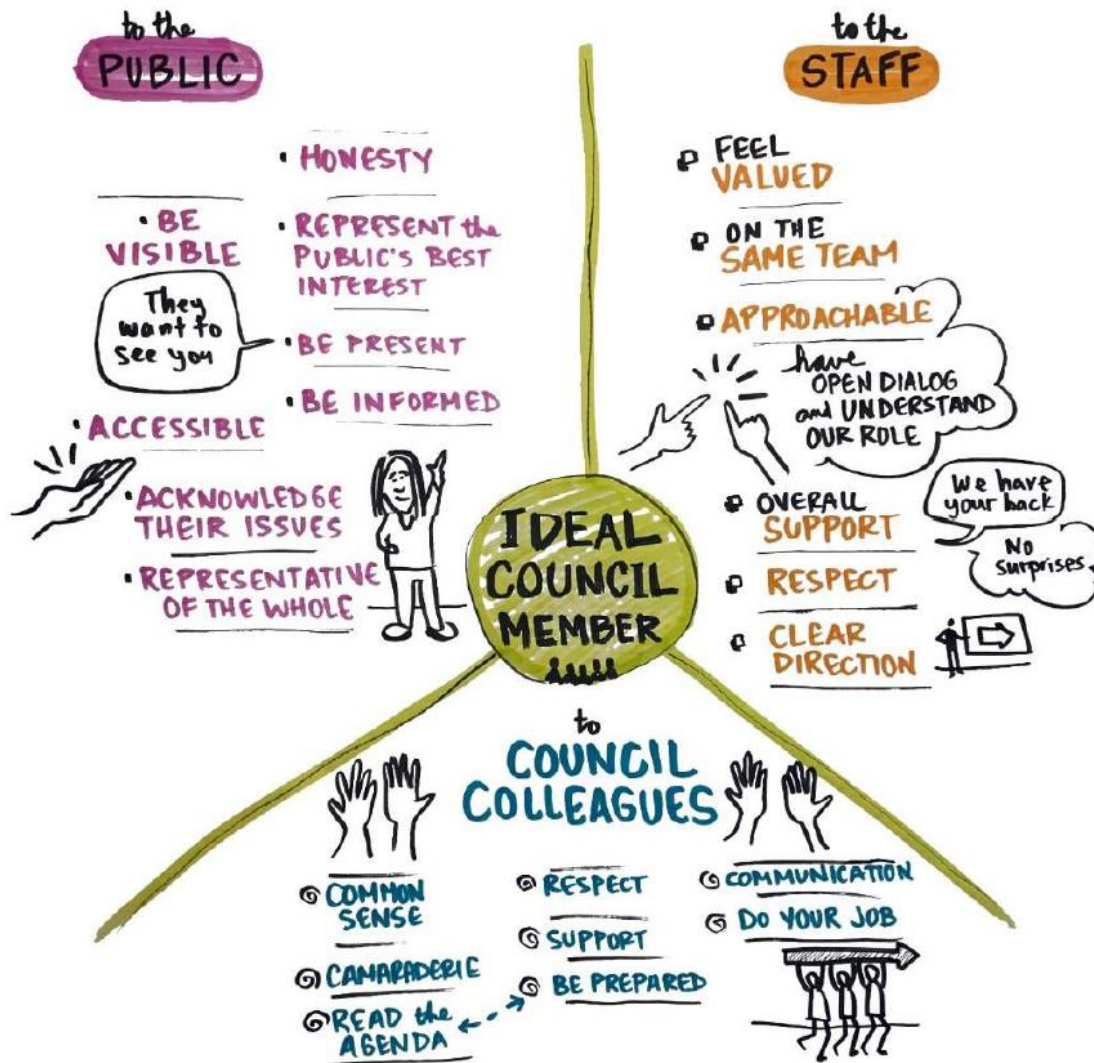 to the
PUBLIC
• HONESTY
• BE
VISIBLE
• REPRESENT the
PUBLIC'S BEST
INTEREST
They
want to
see you
• BE PRESENT
• BE INFORMED
• ACCESSIBLE
• ACKNOWLEDGE
THEIR ISSUES
• REPRESENTATIVE
OF THE WHOLE
to the
STAFF
FEEL
VALUED
ON THE
SAME TEAM
APPROACHABLE
have
OPEN DIALOG
and UNDERSTAND
OUR ROLE
OVERALL
SUPPORT
We have
your back
No
surprises
RESPECT
CLEAR
DIRECTION
IDEAL
COUNCIL
MEMBER
to
COUNCIL
COLLEAGUES
COMMON
SENSE
CAMARADERIE
READ the
AGENDA
RESPECT
SUPPORT
BE PREPARED
COMMUNICATION
DO YOUR JOB